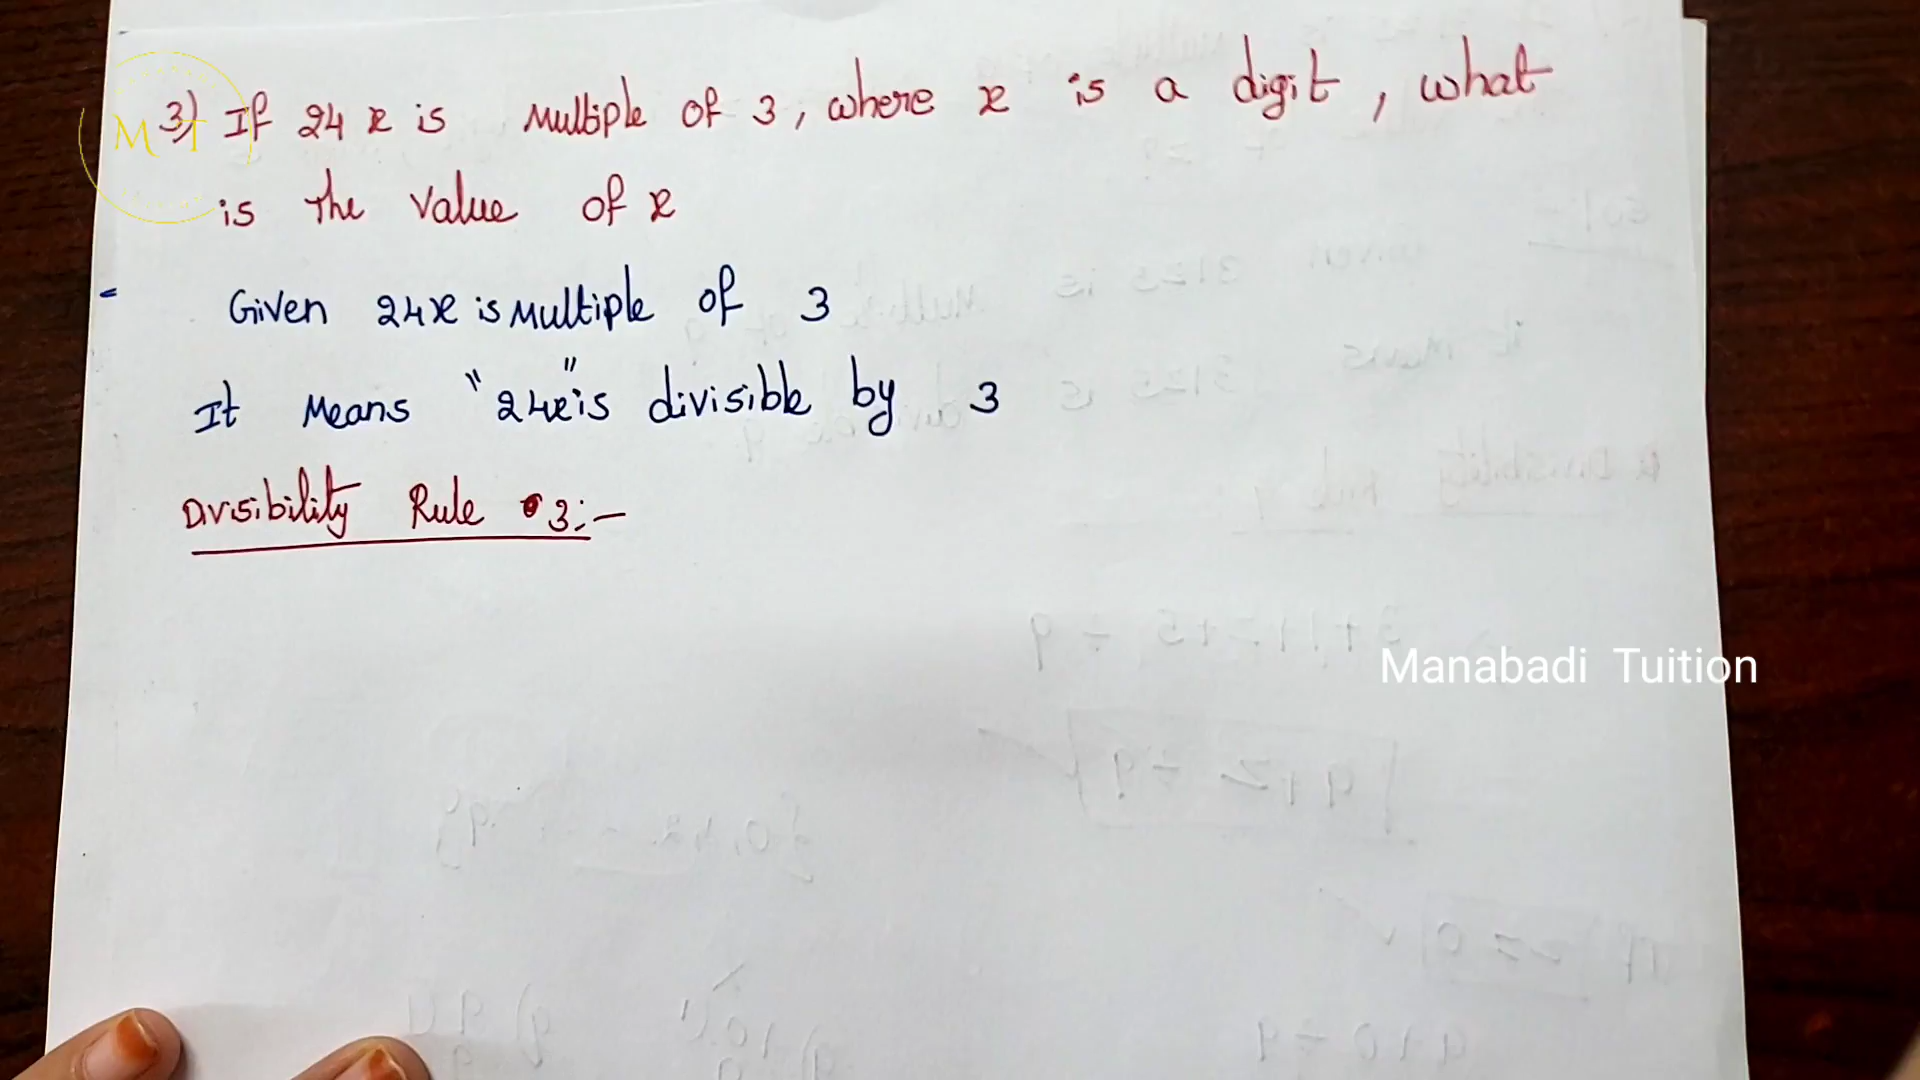 3) If 24x is Multiple of 3, where x is a digit, what
is the value of x
Given 24x is Multiple of 3
It Means "24x" is divisible by 3
Divisibility Rule 3:-
Manabadi Tuition
MT